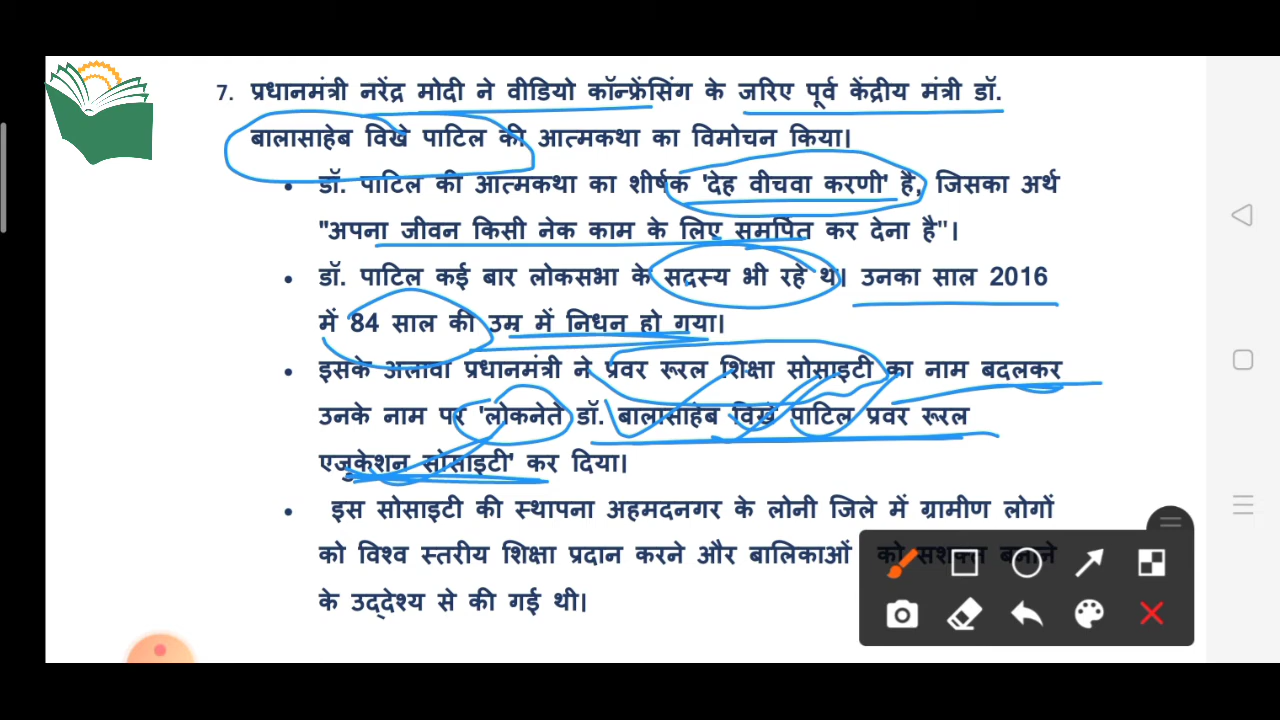 7. प्रधानमंत्री नरेंद्र मोदी ने वीडियो कॉन्फ्रेंसिंग के जरिए पूर्व केंद्रीय मंत्री डॉ.
बालासाहेब विखे पाटिल की आत्मकथा का विमोचन किया।
• डॉ. पाटिल की आत्मकथा का शीर्षक 'देह वीचवा करणी' है, जिसका अर्थ
"अपना जीवन किसी नेक काम के लिए समर्पित कर देना है"।
• डॉ. पाटिल कई बार लोकसभा के सदस्य भी रहे थे। उनका साल 2016
में 84 साल की उम्र में निधन हो गया।
• इसके अलावा प्रधानमंत्री ने प्रवर रूरल शिक्षा सोसाइटी का नाम बदलकर
उनके नाम पर 'लोकनेते डॉ. बालासाहेब विखे पाटिल प्रवर रूरल
एजुकेशन सोसाइटी' कर दिया।
• इस सोसाइटी की स्थापना अहमदनगर के लोनी जिले में ग्रामीण लोगों
को विश्व स्तरीय शिक्षा प्रदान करने और बालिकाओं को सशक्त बनाने
के उद्देश्य से की गई थी।